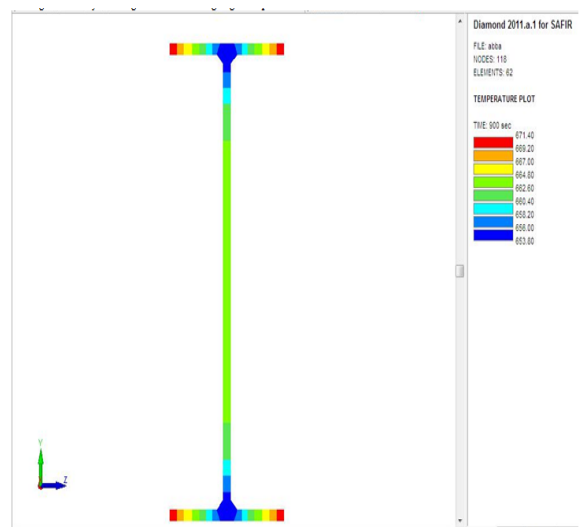 Diamond 2011.a.1 for SAFIR
FILE: abba
NODES: 118
ELEMENTS: 62
TEMPERATURE PLOT
TIME: 900 sec
671.40
669.20
667.00
664.80
662.60
660.40
658.20
656.00
653.80
Y
Z